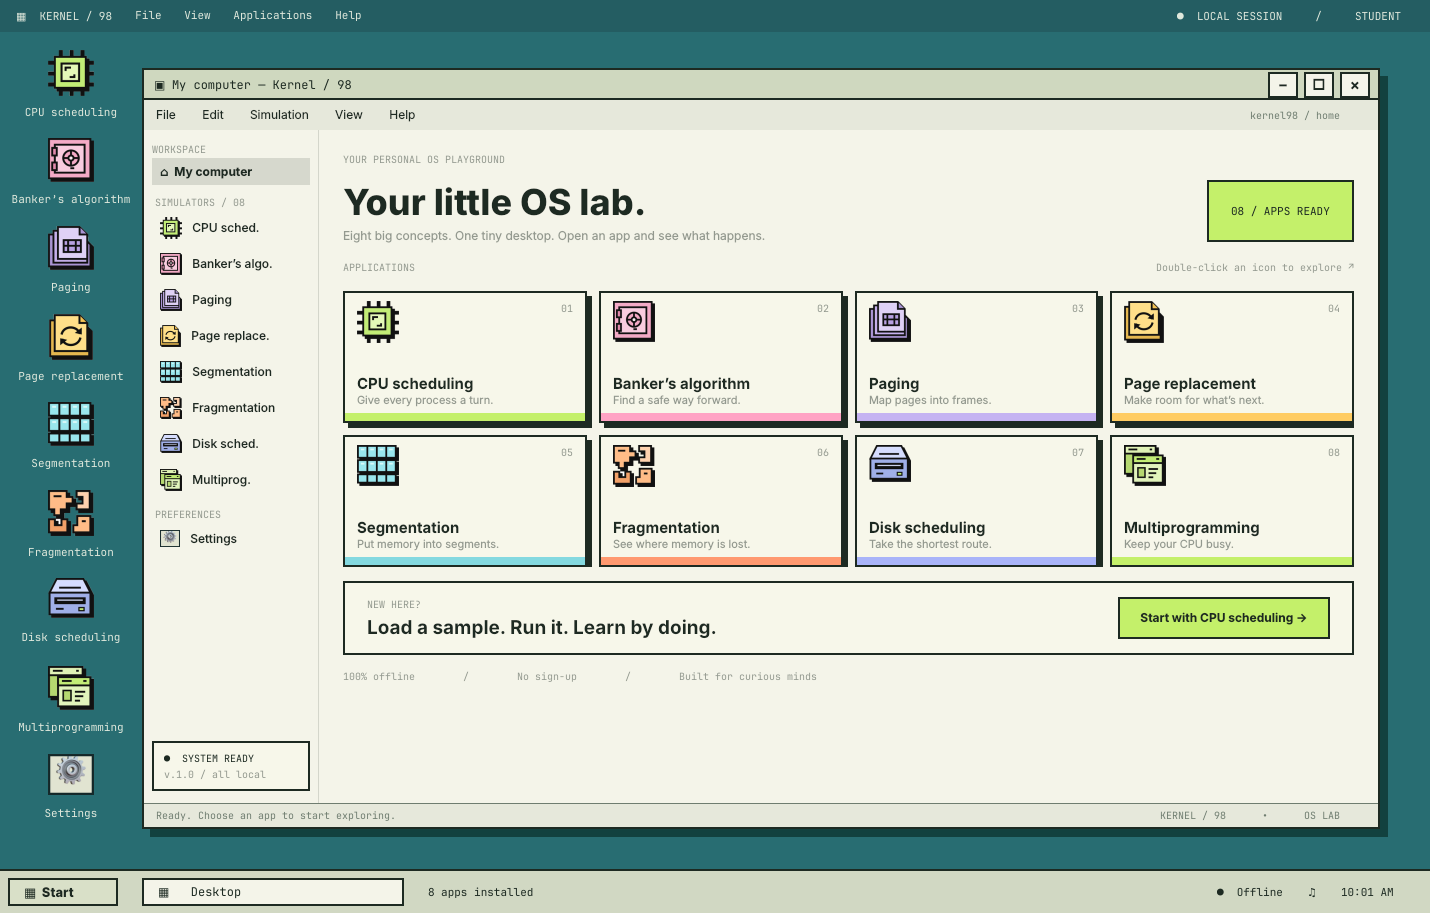 KERNEL / 98 File View Applications Help
LOCAL SESSION / STUDENT
CPU scheduling
Banker's algorithm
Paging
Page replacement
Segmentation
Fragmentation
Disk scheduling
Multiprogramming
Settings
My computer — Kernel / 98
File Edit Simulation View Help
kernel98 / home
WORKSPACE
My computer
SIMULATORS / 08
CPU sched.
Banker’s algo.
Paging
Page replace.
Segmentation
Fragmentation
Disk sched.
Multiprog.
PREFERENCES
Settings
SYSTEM READY
v.1.0 / all local
YOUR PERSONAL OS PLAYGROUND
Your little OS lab.
Eight big concepts. One tiny desktop. Open an app and see what happens.
08 / APPS READY
APPLICATIONS
Double-click an icon to explore ↗
01
CPU scheduling
Give every process a turn.
02
Banker’s algorithm
Find a safe way forward.
03
Paging
Map pages into frames.
04
Page replacement
Make room for what’s next.
05
Segmentation
Put memory into segments.
06
Fragmentation
See where memory is lost.
07
Disk scheduling
Take the shortest route.
08
Multiprogramming
Keep your CPU busy.
NEW HERE?
Load a sample. Run it. Learn by doing.
Start with CPU scheduling →
100% offline / No sign-up / Built for curious minds
Ready. Choose an app to start exploring.
KERNEL / 98 • OS LAB
Start
Desktop
8 apps installed
Offline ♫ 10:01 AM